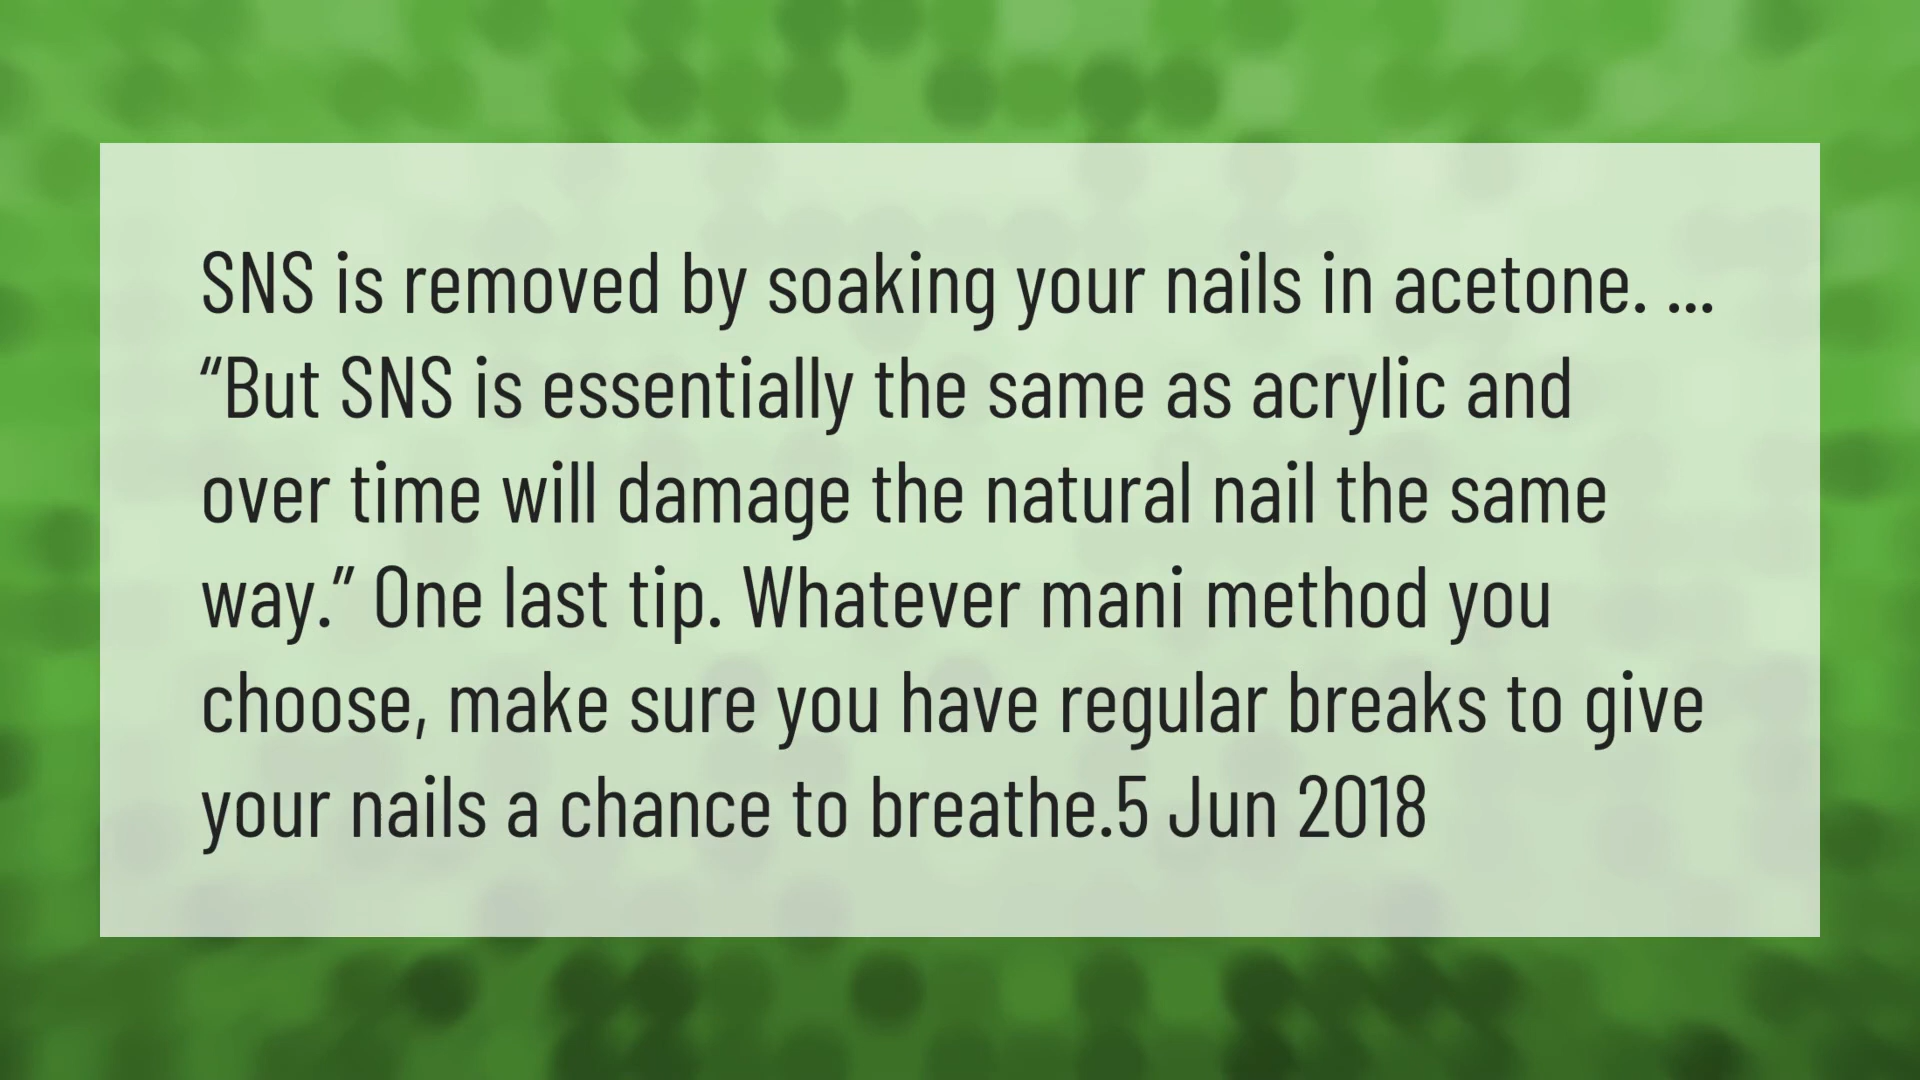 SNS is removed by soaking your nails in acetone. ...
“But SNS is essentially the same as acrylic and
over time will damage the natural nail the same
way.” One last tip. Whatever mani method you
choose, make sure you have regular breaks to give
your nails a chance to breathe.5 Jun 2018